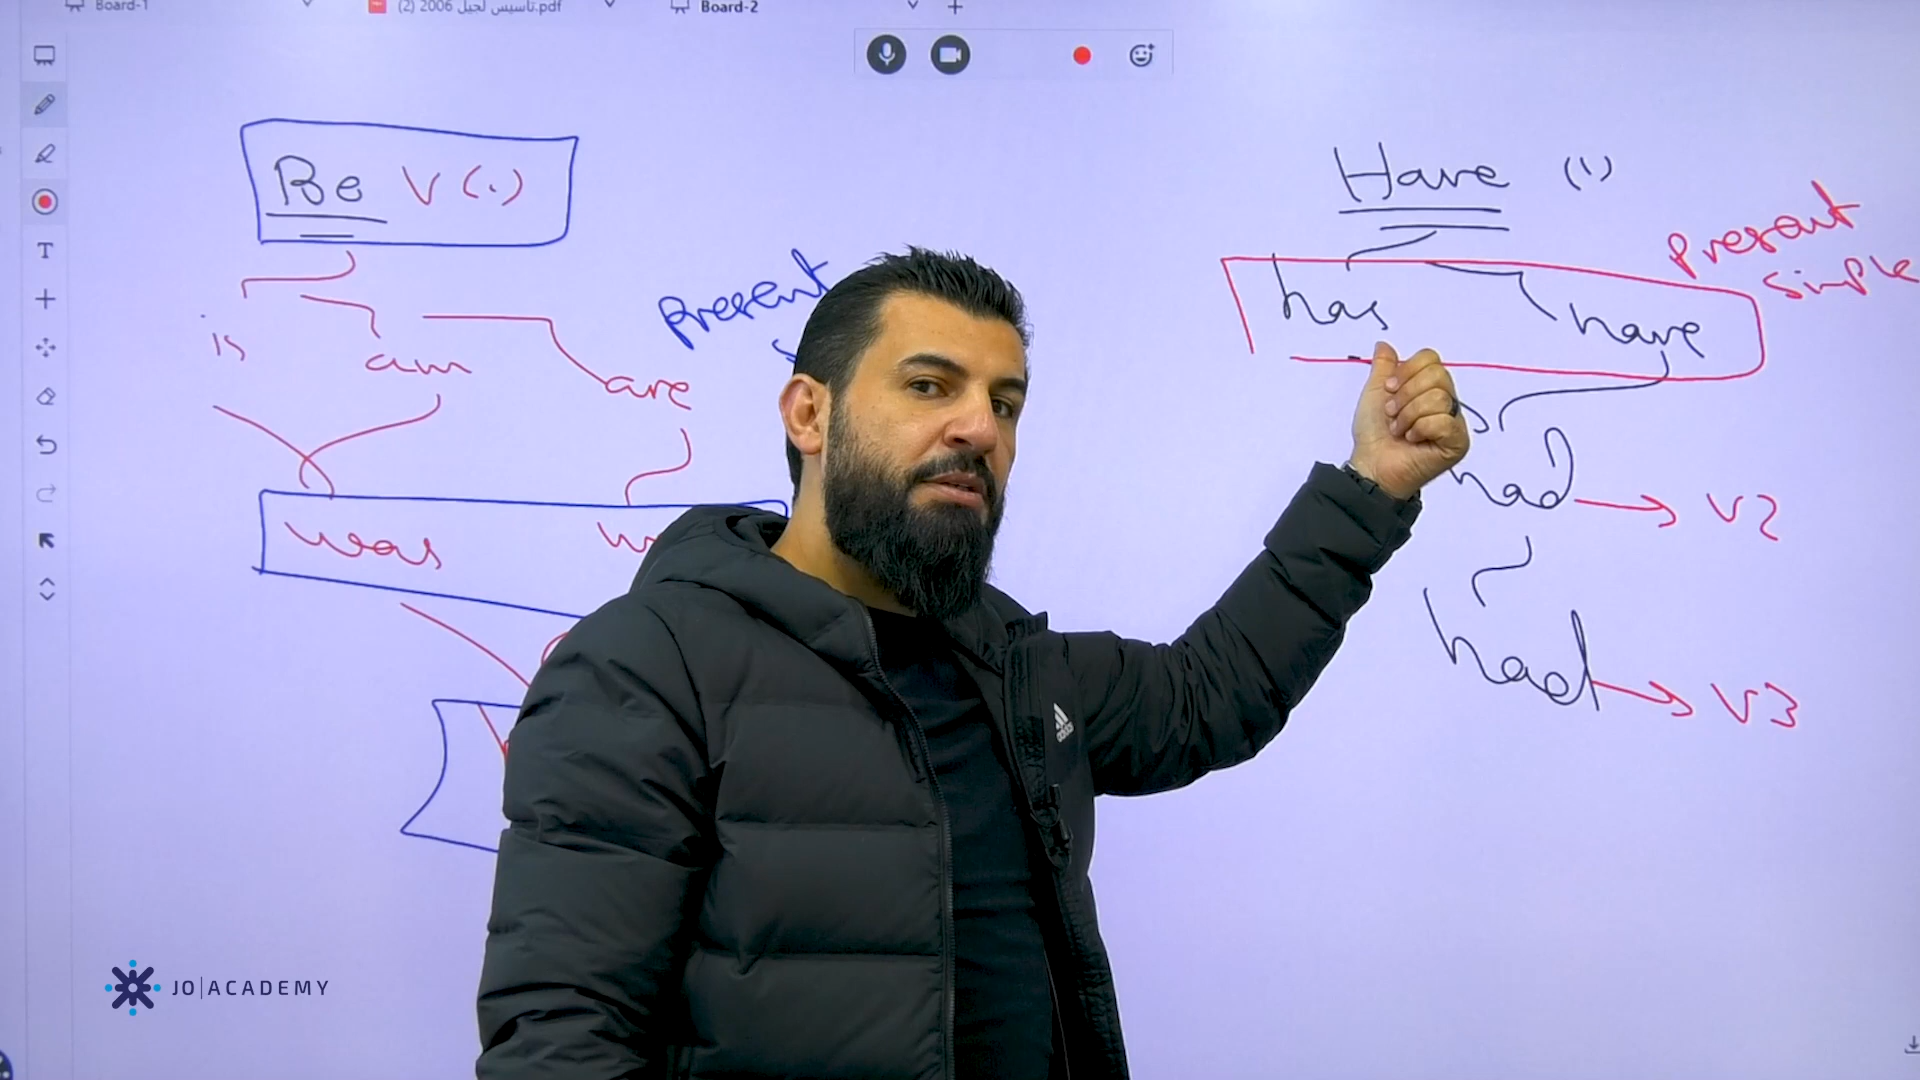 Board-1
تاسيس لجيل 2006 (2).pdf
Board-2
Be V (.)
Have (1)
present
present
simple
is
am
are
has
have
was
had → V2
had → V3
T
adidas
JO|ACADEMY